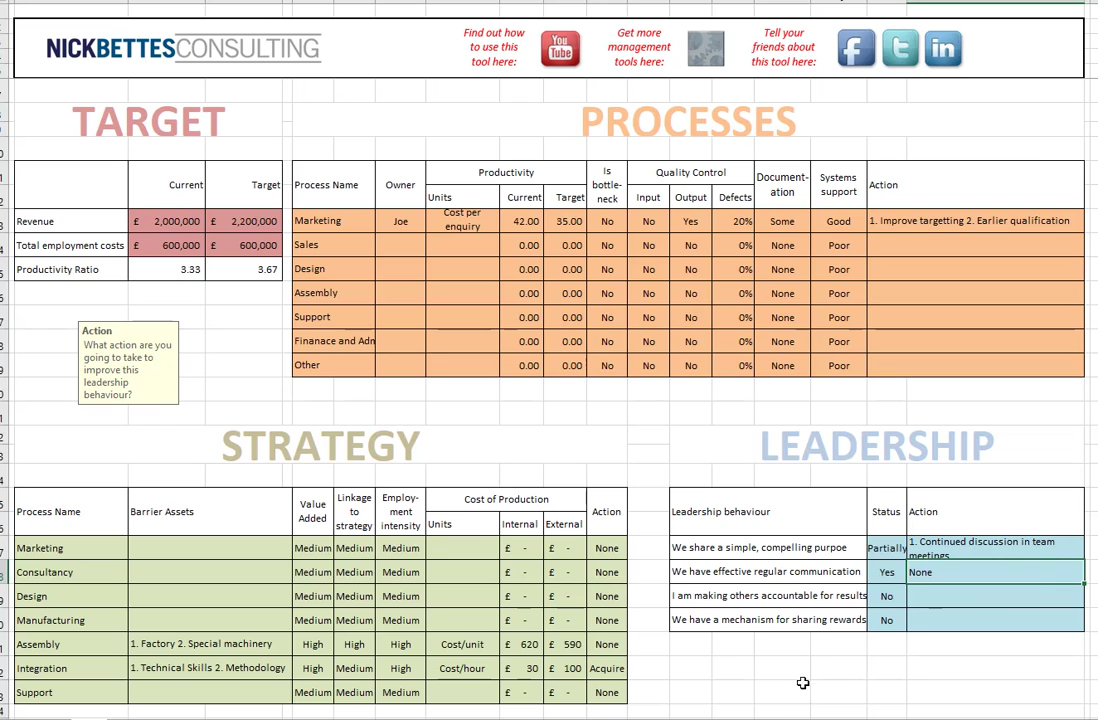 NICKBETTESCONSULTING
Find out how
to use this
tool here:
You
Tube
Get more
management
tools here:
Tell your
friends about
this tool here:
f
t
in
TARGET
PROCESSES
Current Target
Revenue £ 2,000,000 £ 2,200,000
Total employment costs £ 600,000 £ 600,000
Productivity Ratio 3.33 3.67
Action
What action are you
going to take to
improve this
leadership
behaviour?
Process Name Owner Productivity Is bottle-neck Quality Control Document-ation Systems support Action
Units Current Target Input Output Defects
Marketing Joe Cost per enquiry 42.00 35.00 No No Yes 20% Some Good 1. Improve targetting 2. Earlier qualification
Sales 0.00 0.00 No No No 0% None Poor
Design 0.00 0.00 No No No 0% None Poor
Assembly 0.00 0.00 No No No 0% None Poor
Support 0.00 0.00 No No No 0% None Poor
Finanace and Adn 0.00 0.00 No No No 0% None Poor
Other 0.00 0.00 No No No 0% None Poor
STRATEGY
LEADERSHIP
Process Name Barrier Assets Value Added Linkage to strategy Employ-ment intensity Cost of Production Action
Units Internal External
Marketing Medium Medium Medium £ - £ - None
Consultancy Medium Medium Medium £ - £ - None
Design Medium Medium Medium £ - £ - None
Manufacturing Medium Medium Medium £ - £ - None
Assembly 1. Factory 2. Special machinery High High High Cost/unit £ 620 £ 590 None
Integration 1. Technical Skills 2. Methodology High Medium High Cost/hour £ 30 £ 100 Acquire
Support Medium Medium Medium £ - £ - None
Leadership behaviour Status Action
We share a simple, compelling purpoe Partially 1. Continued discussion in team meetings
We have effective regular communication Yes None
I am making others accountable for results No
We have a mechanism for sharing rewards No